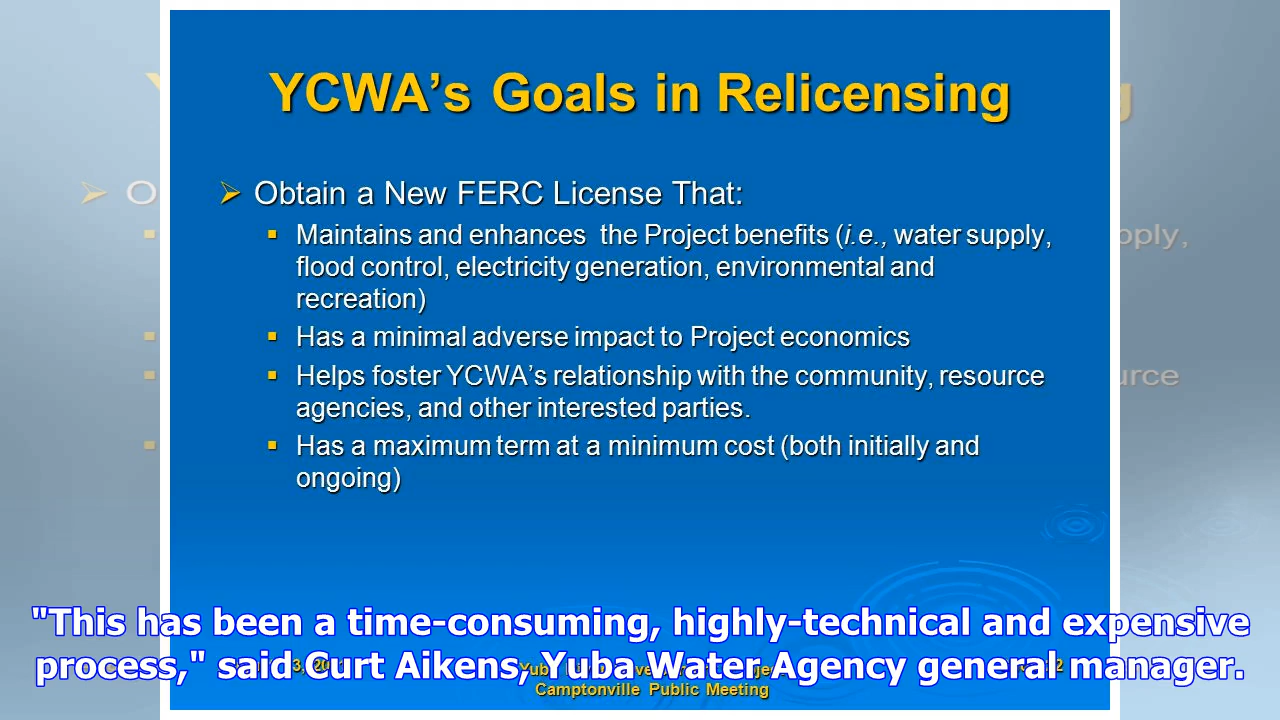 YCWA’s Goals in Relicensing
Obtain a New FERC License That:
Maintains and enhances the Project benefits (i.e., water supply,
flood control, electricity generation, environmental and
recreation)
Has a minimal adverse impact to Project economics
Helps foster YCWA’s relationship with the community, resource
agencies, and other interested parties.
Has a maximum term at a minimum cost (both initially and
ongoing)
"This has been a time-consuming, highly-technical and expensive
process," said Curt Aikens, Yuba Water Agency general manager.
Camptonville Public Meeting